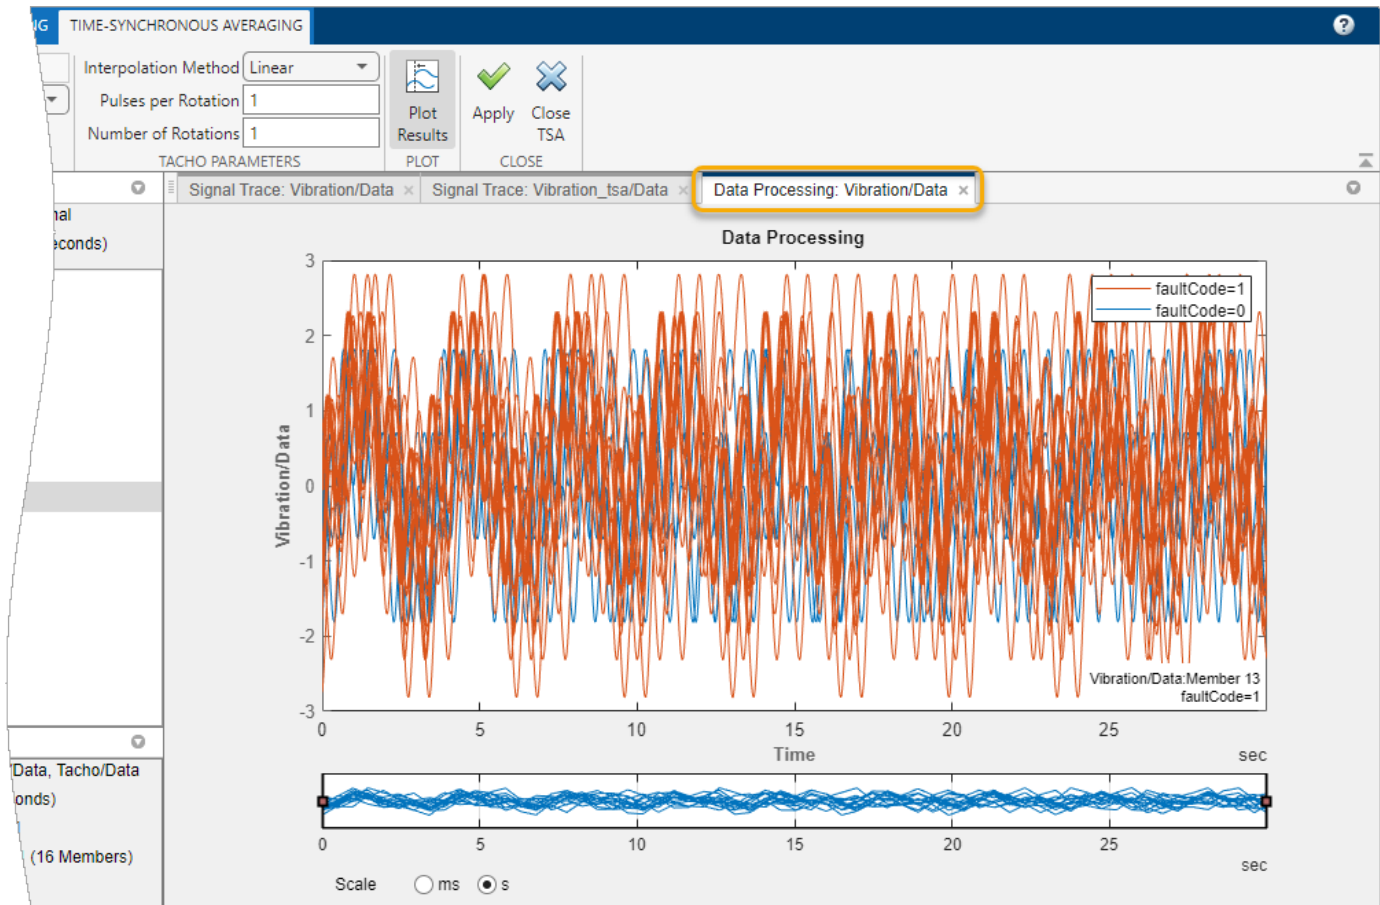 TIME-SYNCHRONOUS AVERAGING
?
Interpolation Method Linear
Pulses per Rotation 1
Number of Rotations 1
TACHO PARAMETERS
Plot
Results
PLOT
Apply
Close
TSA
CLOSE
Signal Trace: Vibration/Data ×
Signal Trace: Vibration_tsa/Data ×
Data Processing: Vibration/Data ×
Data Processing
faultCode=1
faultCode=0
3
2
1
0
-1
-2
-3
Vibration/Data
Vibration/Data:Member 13
faultCode=1
0 5 10 15 20 25
Time
sec
0 5 10 15 20 25
sec
Scale ms s
Data, Tacho/Data
(16 Members)